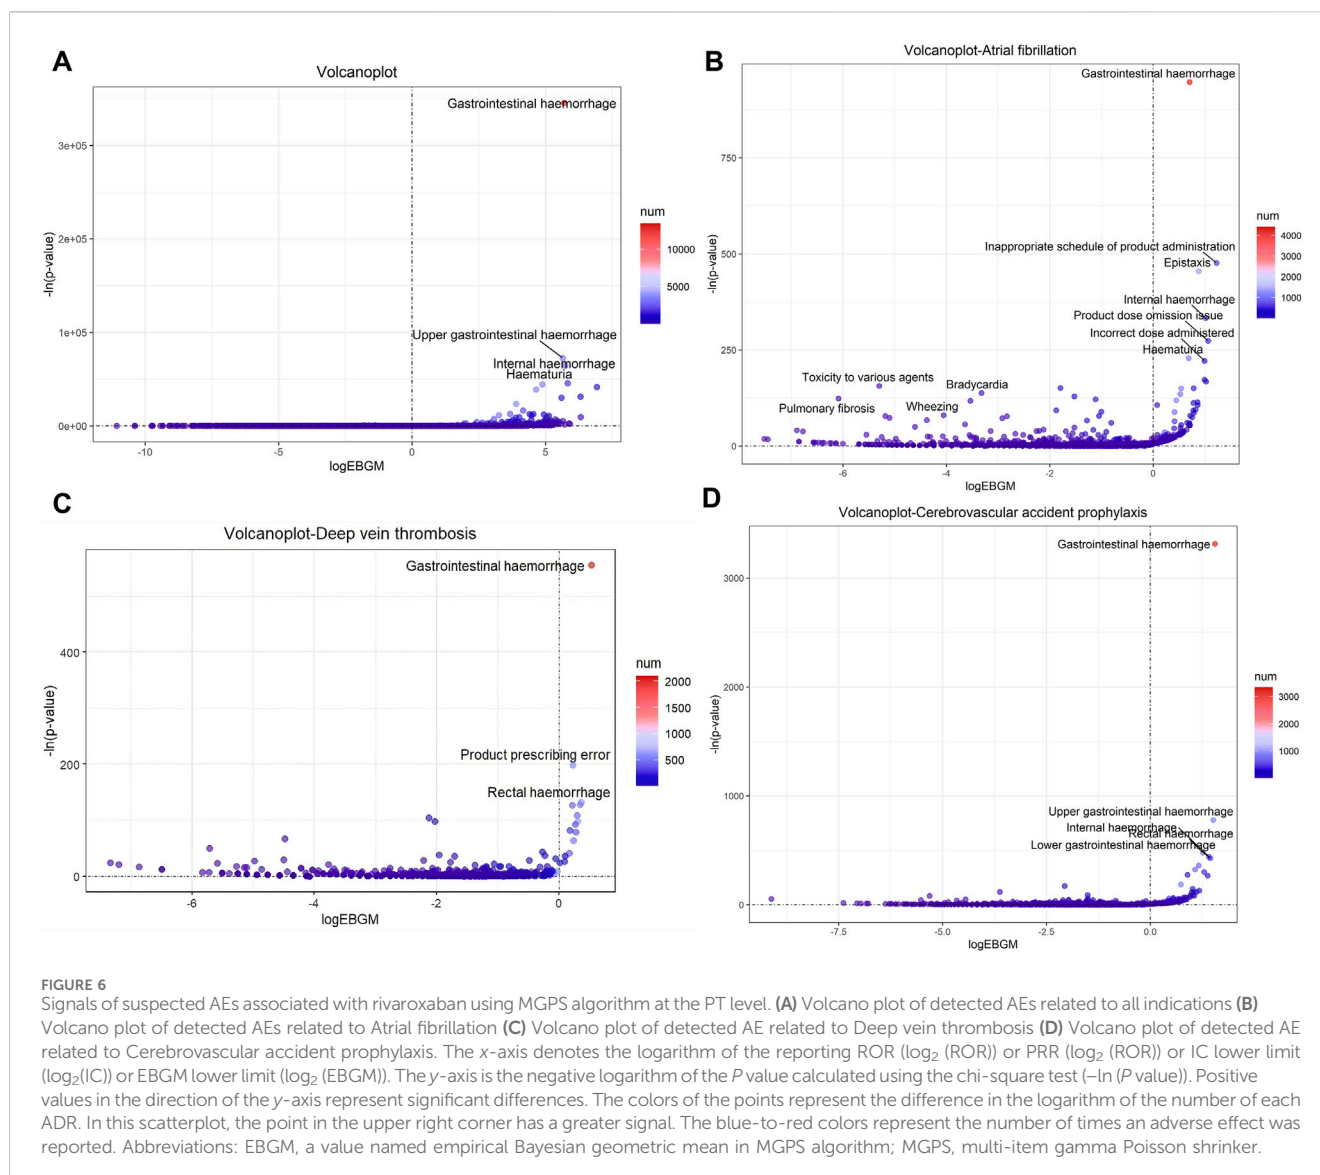 A
Volcanoplot
Gastrointestinal haemorrhage
Upper gastrointestinal haemorrhage
Internal haemorrhage
Haematuria
3e+05
2e+05
1e+05
0e+00
-ln(p-value)
-10
-5
0
5
logEBGM
num
10000
5000
B
Volcanoplot-Atrial fibrillation
Gastrointestinal haemorrhage
Inappropriate schedule of product administration
Epistaxis
Internal haemorrhage
Product dose omission issue
Incorrect dose administered
Haematuria
Toxicity to various agents
Bradycardia
Pulmonary fibrosis
Wheezing
750
500
250
0
-ln(p-value)
-6
-4
-2
0
logEBGM
num
4000
3000
2000
1000
C
Volcanoplot-Deep vein thrombosis
Gastrointestinal haemorrhage
Product prescribing error
Rectal haemorrhage
400
200
0
-ln(p-value)
-6
-4
-2
0
logEBGM
num
2000
1500
1000
500
D
Volcanoplot-Cerebrovascular accident prophylaxis
Gastrointestinal haemorrhage
Upper gastrointestinal haemorrhage
Internal haemorrhage
Rectal haemorrhage
Lower gastrointestinal haemorrhage
3000
2000
1000
0
-ln(p-value)
-7.5
-5.0
-2.5
0.0
logEBGM
num
3000
2000
1000
FIGURE 6
Signals of suspected AEs associated with rivaroxaban using MGPS algorithm at the PT level. (A) Volcano plot of detected AEs related to all indications (B)
Volcano plot of detected AEs related to Atrial fibrillation (C) Volcano plot of detected AE related to Deep vein thrombosis (D) Volcano plot of detected AE
related to Cerebrovascular accident prophylaxis. The x-axis denotes the logarithm of the reporting ROR (log₂ (ROR)) or PRR (log₂ (ROR)) or IC lower limit
(log₂(IC)) or EBGM lower limit (log₂ (EBGM)). The y-axis is the negative logarithm of the P value calculated using the chi-square test (–ln (P value)). Positive
values in the direction of the y-axis represent significant differences. The colors of the points represent the difference in the logarithm of the number of each
ADR. In this scatterplot, the point in the upper right corner has a greater signal. The blue-to-red colors represent the number of times an adverse effect was
reported. Abbreviations: EBGM, a value named empirical Bayesian geometric mean in MGPS algorithm; MGPS, multi-item gamma Poisson shrinker.